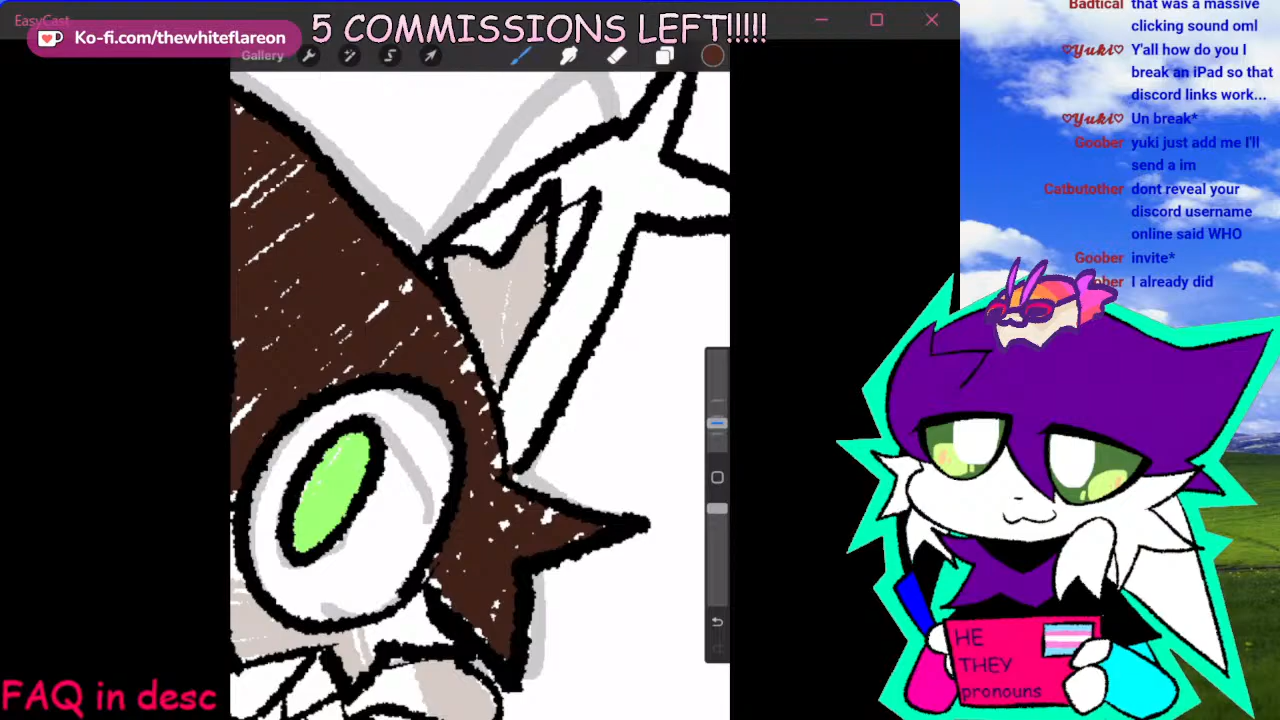 EasyCast
Ko-fi.com/thewhiteflareon
5 COMMISSIONS LEFT!!!!!
Gallery
Badtical that was a massive
clicking sound oml
♡𝓨𝓾𝓴𝓲♡ Y'all how do you I
break an iPad so that
discord links work...
♡𝓨𝓾𝓴𝓲♡ Un break*
Goober yuki just add me I'll
send a im
Catbutother dont reveal your
discord username
online said WHO
Goober invite*
I already did
HE
THEY
pronouns
FAQ in desc